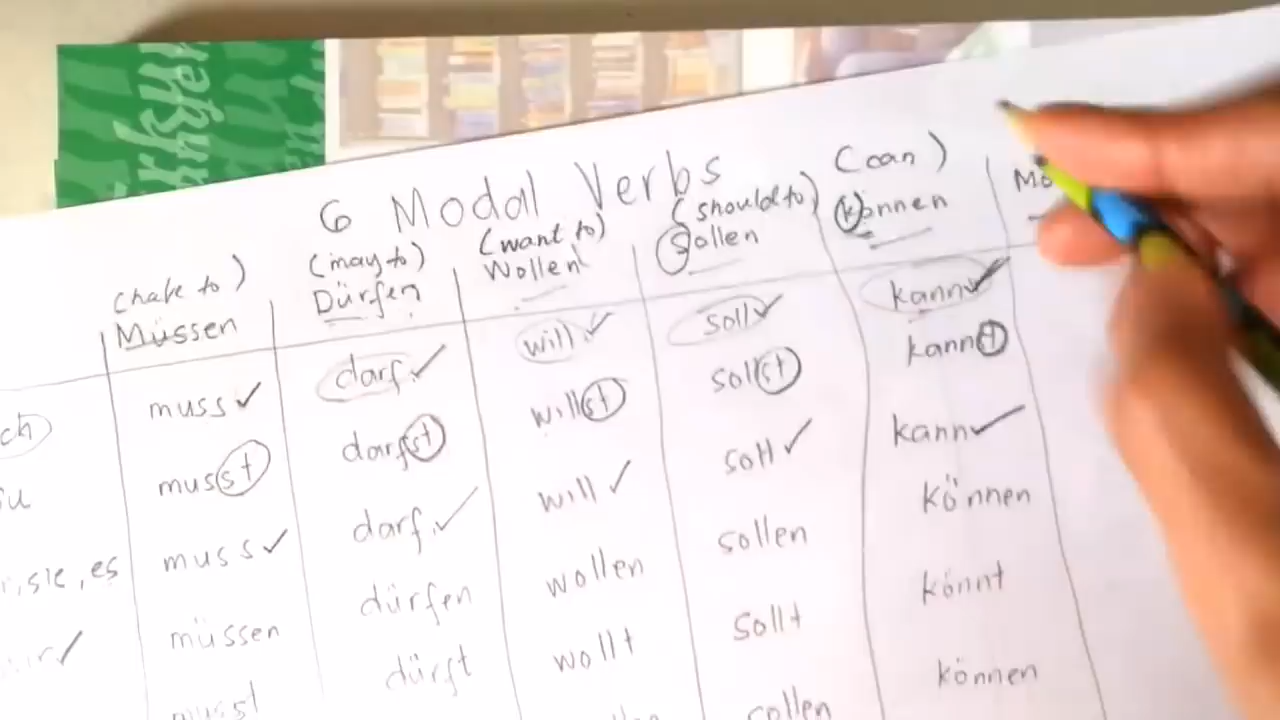 6 Modal Verbs
(have to) (may to) (want to) (should to) (can)
Müssen Dürfen Wollen Sollen Können
muss darf will soll kann
musst darfst willst sollst kannst
sie, es muss darf will soll kann
müssen dürfen wollen sollen können
dürft wollt sollt könnt
sollen können